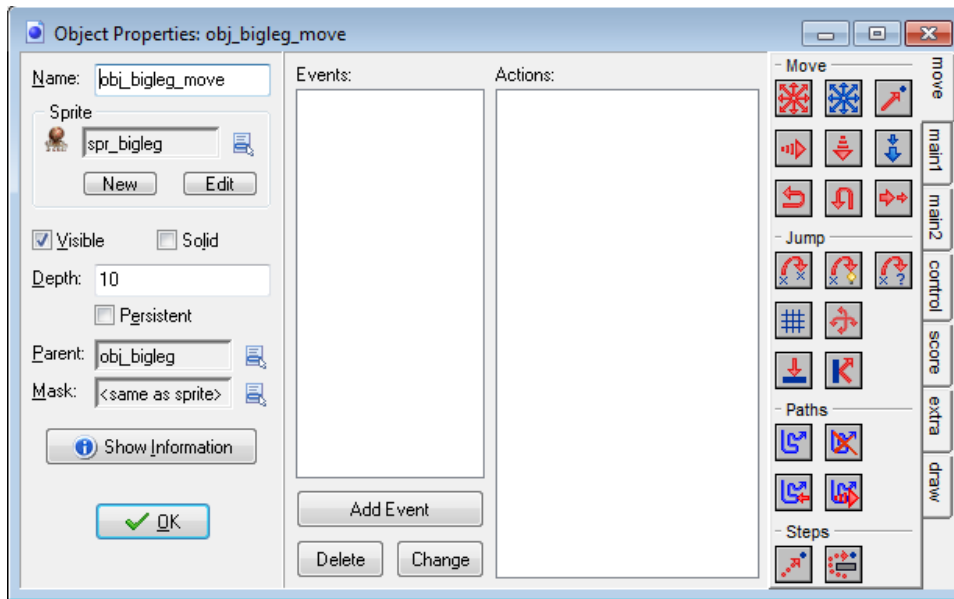 Object Properties: obj_bigleg_move
Name: obj_bigleg_move
Sprite
spr_bigleg
New Edit
Visible Solid
Depth: 10
Persistent
Parent: obj_bigleg
Mask: <same as sprite>
Show Information
OK
Events:
Add Event
Delete Change
Actions:
Move
Jump
Paths
Steps
move
main1
main2
control
score
extra
draw